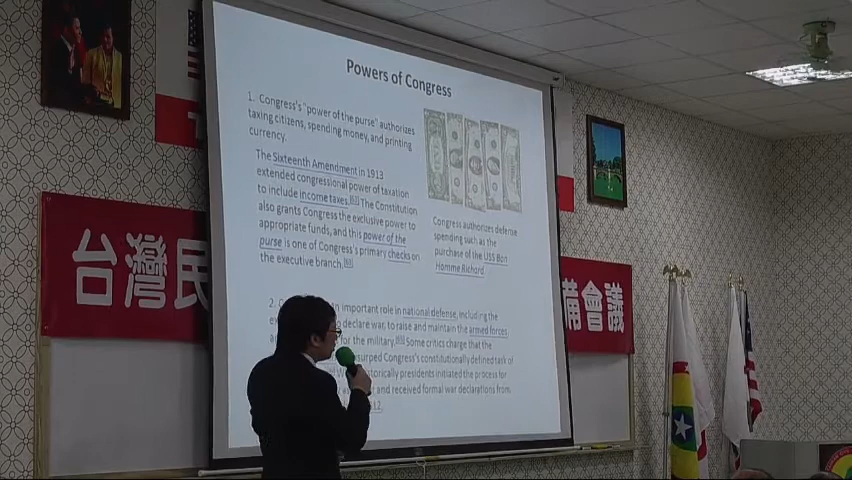 Powers of Congress
1. Congress's "power of the purse" authorizes
taxing citizens, spending money, and printing
currency.
The Sixteenth Amendment in 1913
extended congressional power of taxation
to include income taxes. The Constitution
also grants Congress the exclusive power to
appropriate funds, and this power of the
purse is one of Congress's primary checks on
the executive branch.
Congress authorizes defense
spending such as the
purchase of the USS Bon
Homme Richard.
2. an important role in national defense, including the
declare war, to raise and maintain the armed forces,
for the military. Some critics charge that the
usurped Congress's constitutionally defined task of
historically presidents initiated the process for
and received formal war declarations from
台灣民
備會議